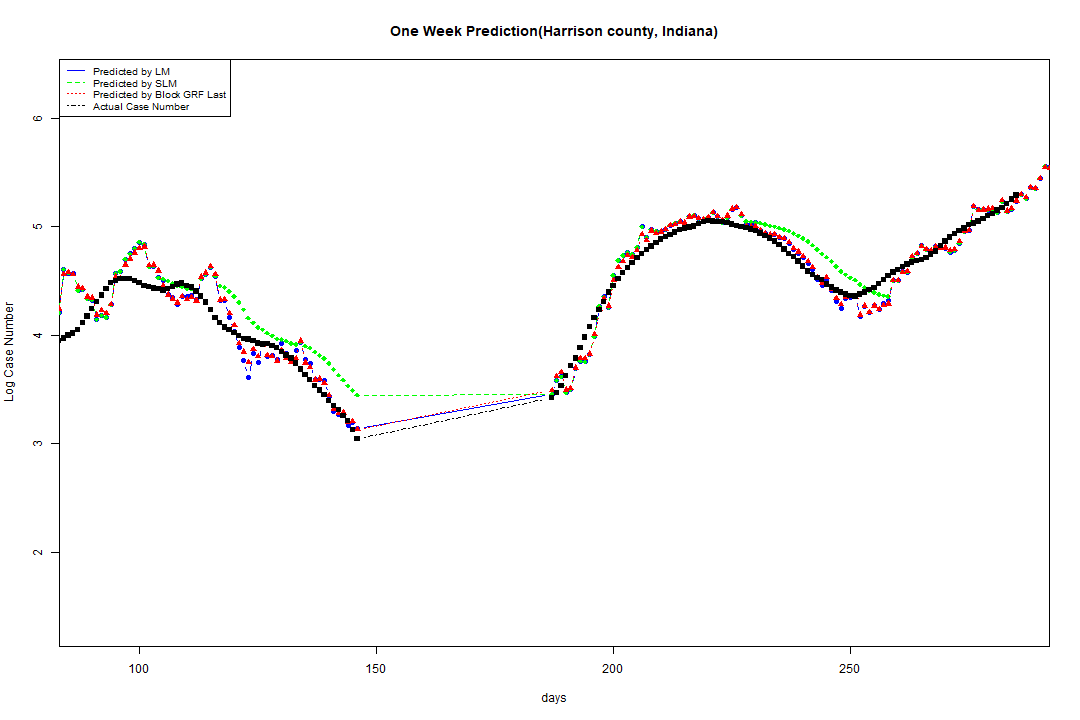 One Week Prediction(Harrison county, Indiana)
Predicted by LM
Predicted by SLM
Predicted by Block GRF Last
Actual Case Number
Log Case Number
6
5
4
3
2
100
150
200
250
days